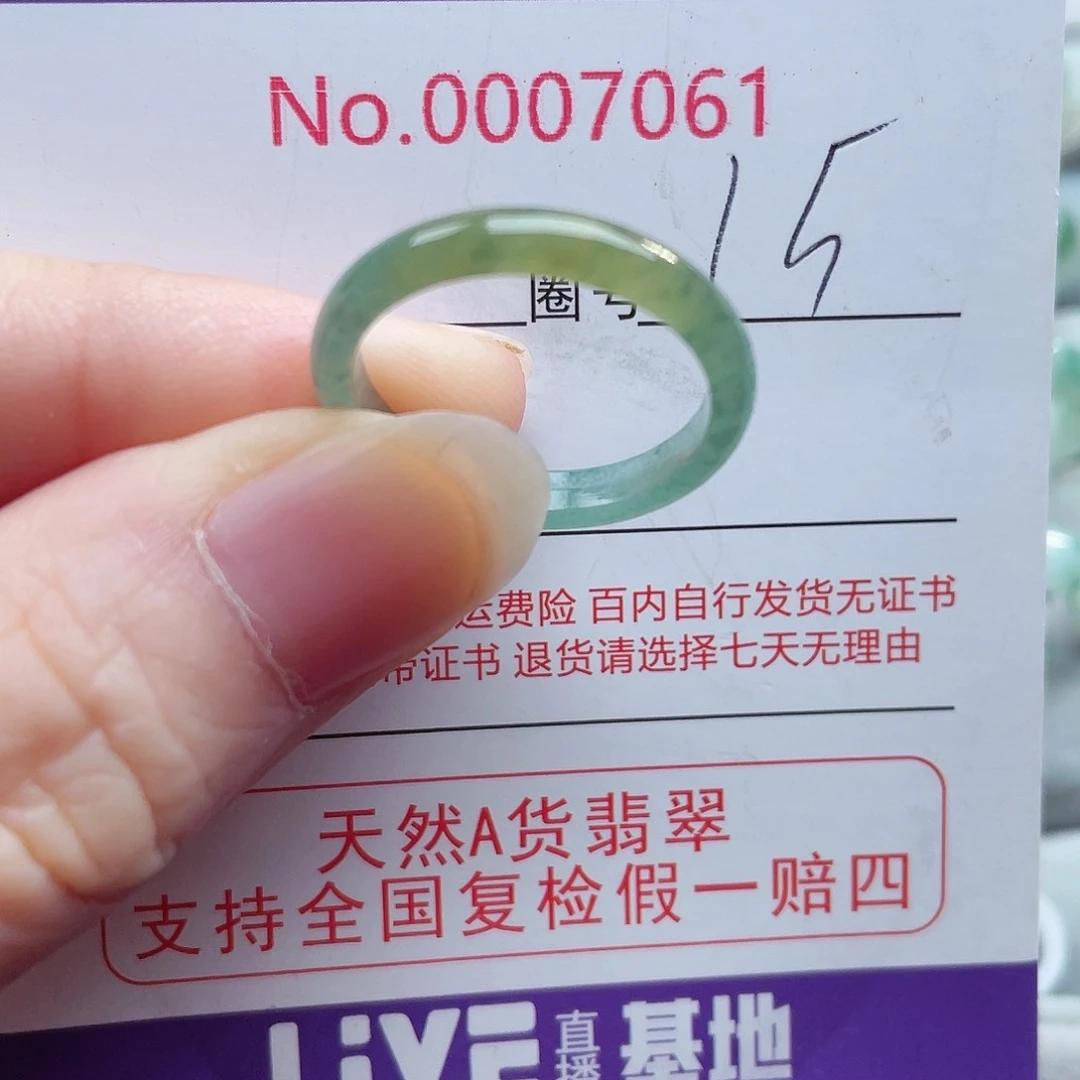 No.0007061
圈号 15
运费险 百内自行发货无证书
带证书 退货请选择七天无理由
天然A货翡翠
支持全国复检假一赔四
LiVE 直播 基地